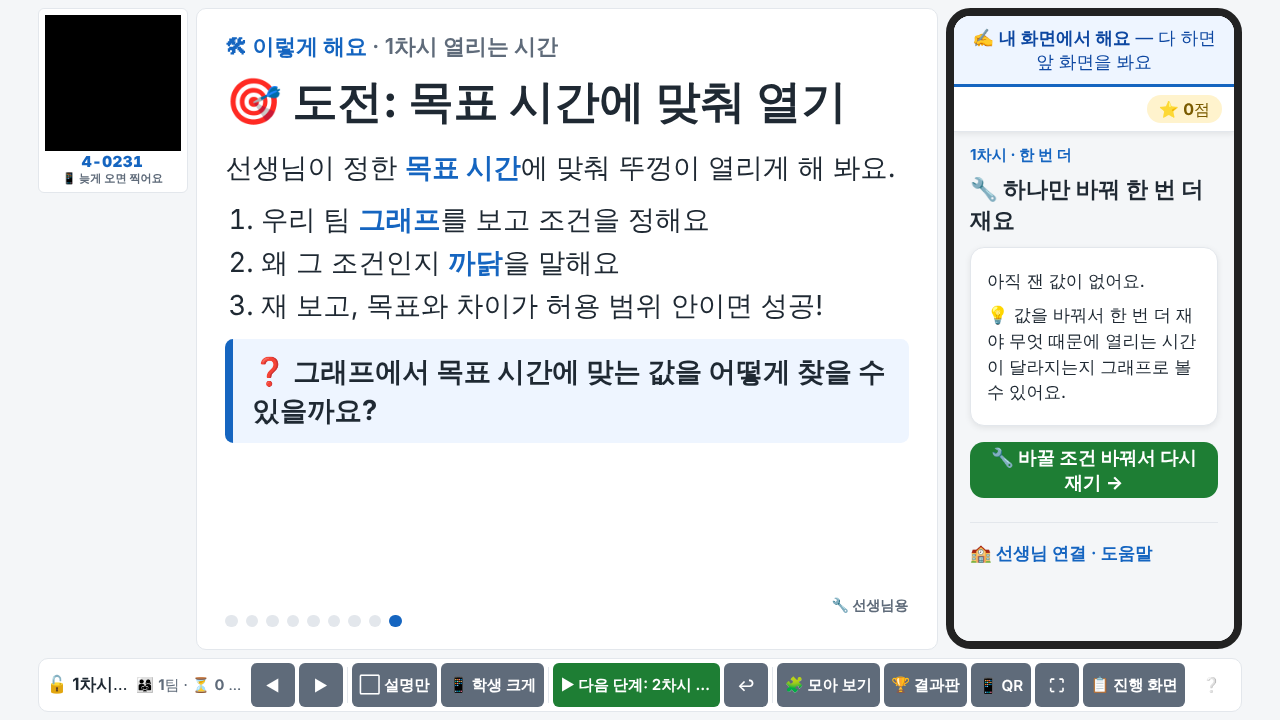 4-0231
📱 늦게 오면 찍어요
🛠 이렇게 해요 · 1차시 열리는 시간
🎯 도전: 목표 시간에 맞춰 열기
선생님이 정한 목표 시간에 맞춰 뚜껑이 열리게 해 봐요.
1. 우리 팀 그래프를 보고 조건을 정해요
2. 왜 그 조건인지 까닭을 말해요
3. 재 보고, 목표와 차이가 허용 범위 안이면 성공!
❓ 그래프에서 목표 시간에 맞는 값을 어떻게 찾을 수
있을까요?
🔧 선생님용
✍️ 내 화면에서 해요 — 다 하면
앞 화면을 봐요
⭐ 0점
1차시 · 한 번 더
🔧 하나만 바꿔 한 번 더
재요
아직 잰 값이 없어요.
💡 값을 바꿔서 한 번 더 재
야 무엇 때문에 열리는 시간
이 달라지는지 그래프로 볼
수 있어요.
🔧 바꿀 조건 바꿔서 다시
재기 →
🏫 선생님 연결 · 도움말
🔓 1차시... 👨‍👩‍👧 1팀 · ⏳ 0 ... ◀ ▶ ⬜ 설명만 📱 학생 크게 ▶ 다음 단계: 2차시 ... ↩ 🧩 모아 보기 🏆 결과판 📱 QR ⛶ 📋 진행 화면 ❔